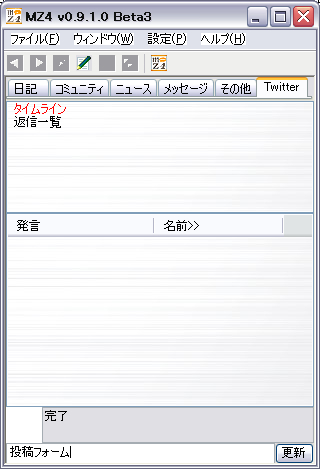 MZ4 v0.9.1.0 Beta3
ファイル(F) ウィンドウ(W) 設定(P) ヘルプ(H)
日記 コミュニティ ニュース メッセージ その他 Twitter
タイムライン
返信一覧
発言 名前>>
完了
投稿フォーム 更新